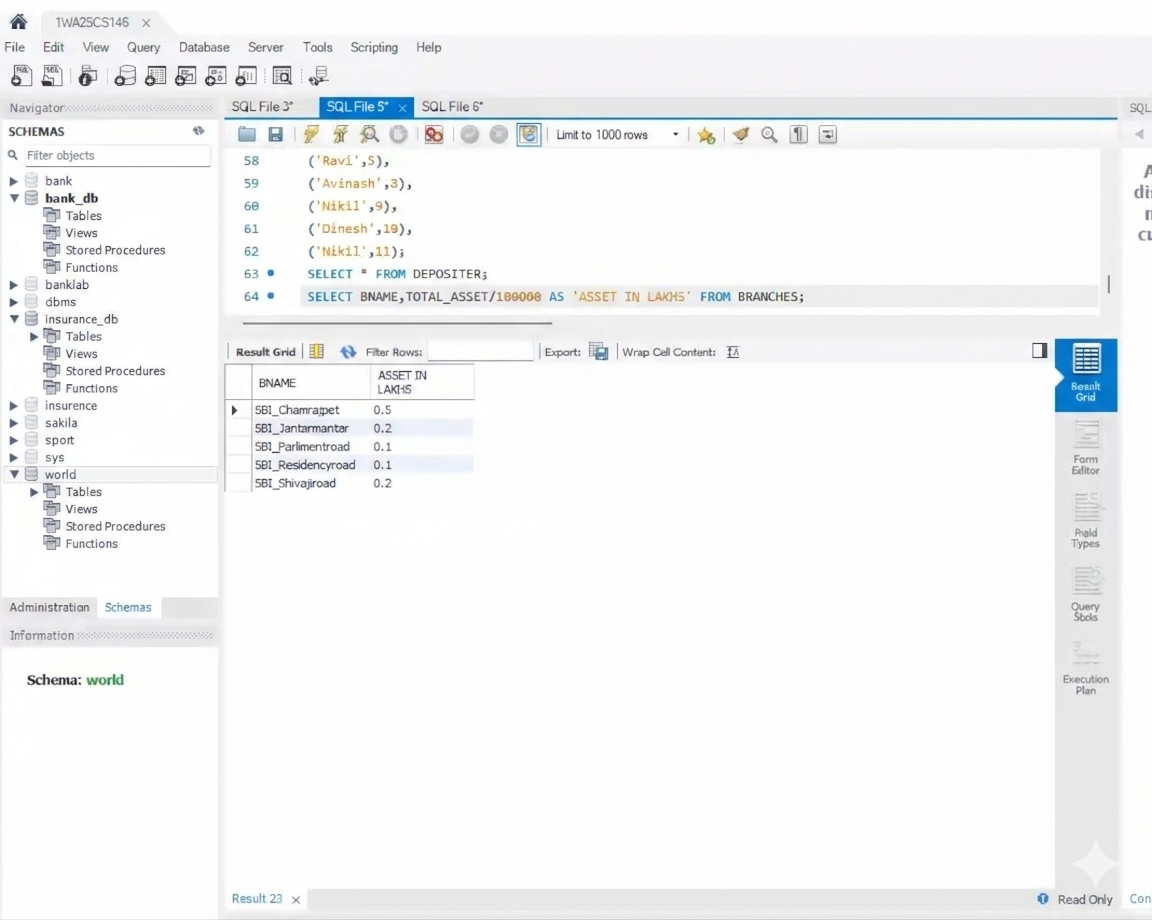 1WA25CS146 ×
File Edit View Query Database Server Tools Scripting Help
Navigator
SCHEMAS
Filter objects
bank
bank_db
Tables
Views
Stored Procedures
Functions
banklab
dbms
insurance_db
Tables
Views
Stored Procedures
Functions
insurence
sakila
sport
sys
world
Tables
Views
Stored Procedures
Functions
Administration Schemas
Information
Schema: world
SQL File 3* SQL File 5* × SQL File 6*
Limit to 1000 rows
58 ('Ravi',5),
59 ('Avinash',3),
60 ('Nikil',9),
61 ('Dinesh',10),
62 ('Nikil',11);
63 SELECT * FROM DEPOSITER;
64 SELECT BNAME,TOTAL_ASSET/100000 AS 'ASSET IN LAKHS' FROM BRANCHES;
Result Grid Filter Rows: Export: Wrap Cell Content:
BNAME ASSET IN
LAKHS
SBI_Chamrajpet 0.5
SBI_Jantarmantar 0.2
SBI_Parlimentroad 0.1
SBI_Residencyroad 0.1
SBI_Shivajiroad 0.2
Result
Grid
Form
Editor
Types
Query
Execution
Plan
Result 23 ×
Read Only
SQL
Con